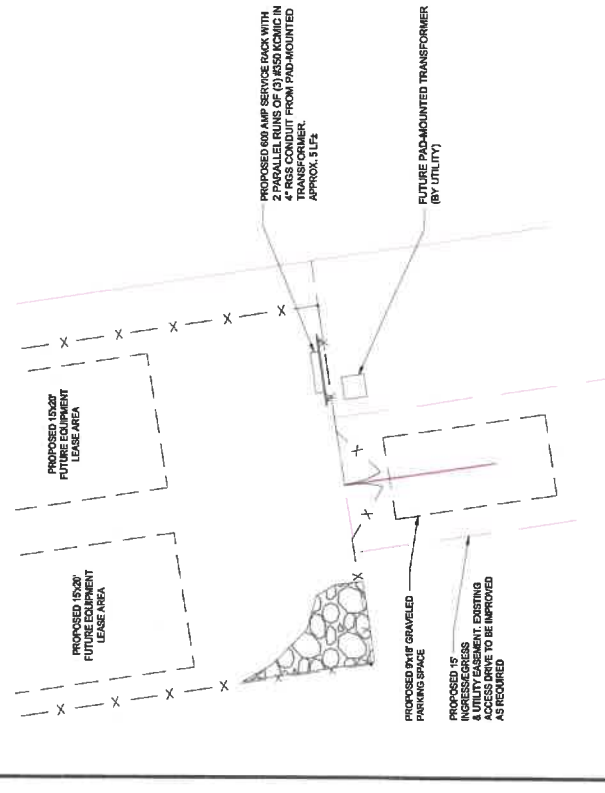 PROPOSED 15'x20'
FUTURE EQUIPMENT
LEASE AREA
PROPOSED 15'x20'
FUTURE EQUIPMENT
LEASE AREA
PROPOSED 600 AMP SERVICE RACK WITH
2 PARALLEL RUNS OF (3) #350 KCMIC IN
4" RGS CONDUIT FROM PAD-MOUNTED
TRANSFORMER.
APPROX. 5 LF±
FUTURE PAD-MOUNTED TRANSFORMER
(BY UTILITY)
PROPOSED 9'x18' GRAVELED
PARKING SPACE
PROPOSED 15'
INGRESS/EGRESS
& UTILITY EASEMENT. EXISTING
ACCESS DRIVE TO BE IMPROVED
AS REQUIRED